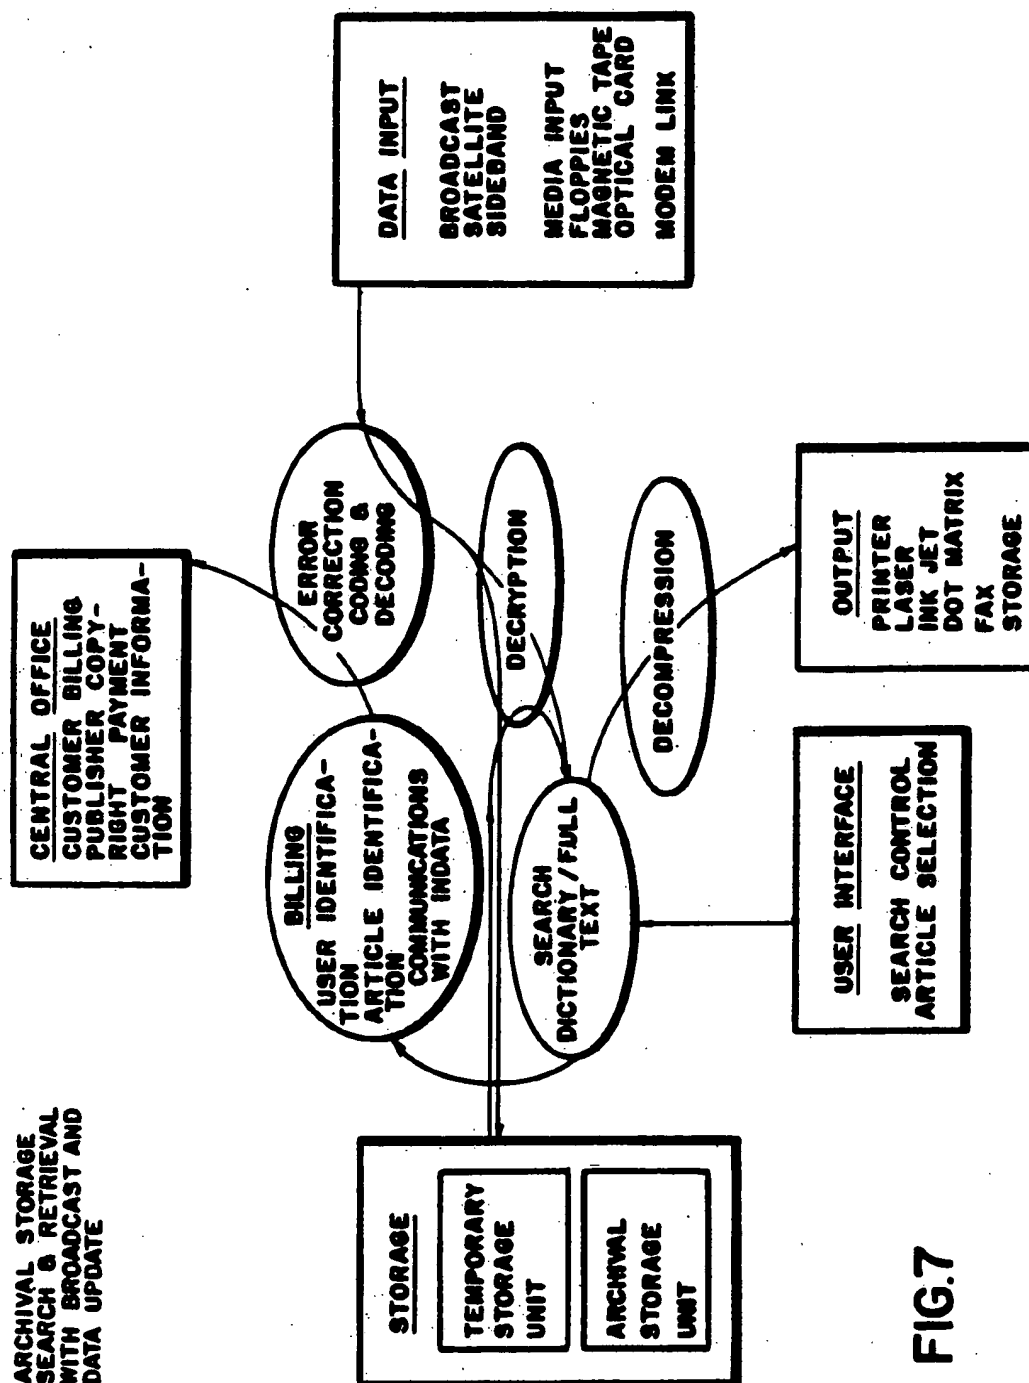 ARCHIVAL STORAGE
SEARCH & RETRIEVAL
WITH BROADCAST AND
DATA UPDATE
CENTRAL OFFICE
CUSTOMER BILLING
PUBLISHER COPY-
RIGHT PAYMENT
CUSTOMER INFORMA-
TION
STORAGE
TEMPORARY
STORAGE
UNIT
ARCHIVAL
STORAGE
UNIT
BILLING
USER IDENTIFICA-
TION
ARTICLE IDENTIFICA-
TION
COMMUNICATIONS
WITH INDATA
ERROR
CORRECTION
CODING &
DECODING
DATA INPUT
BROADCAST
SATELLITE
SIDEBAND
MEDIA INPUT
FLOPPIES
MAGNETIC TAPE
OPTICAL CARD
MODEM LINK
SEARCH
DICTIONARY/FULL
TEXT
DECRYPTION
DECOMPRESSION
USER INTERFACE
SEARCH CONTROL
ARTICLE SELECTION
OUTPUT
PRINTER
LASER
INK JET
DOT MATRIX
FAX
STORAGE
FIG.7